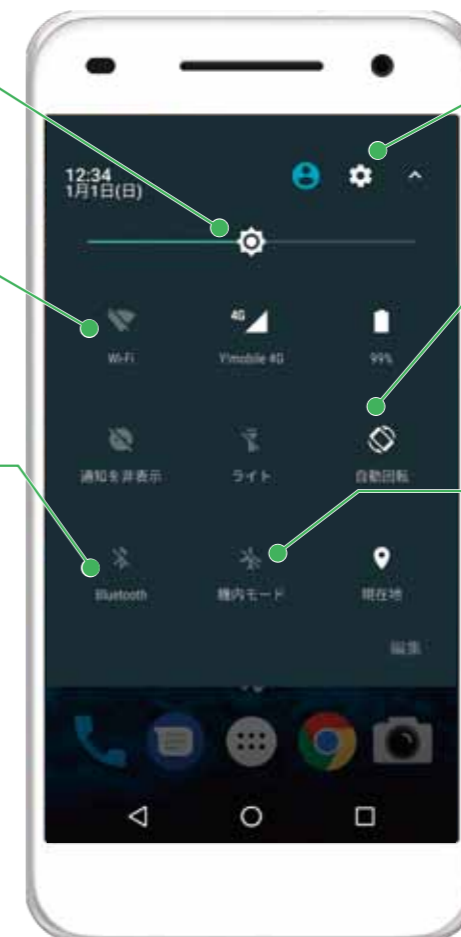 12:34
1月1日(日)
4G
Wi-Fi
Y!mobile 4G
99%
通知を非表示
ライト
自動回転
Bluetooth
機内モード
現在地
編集